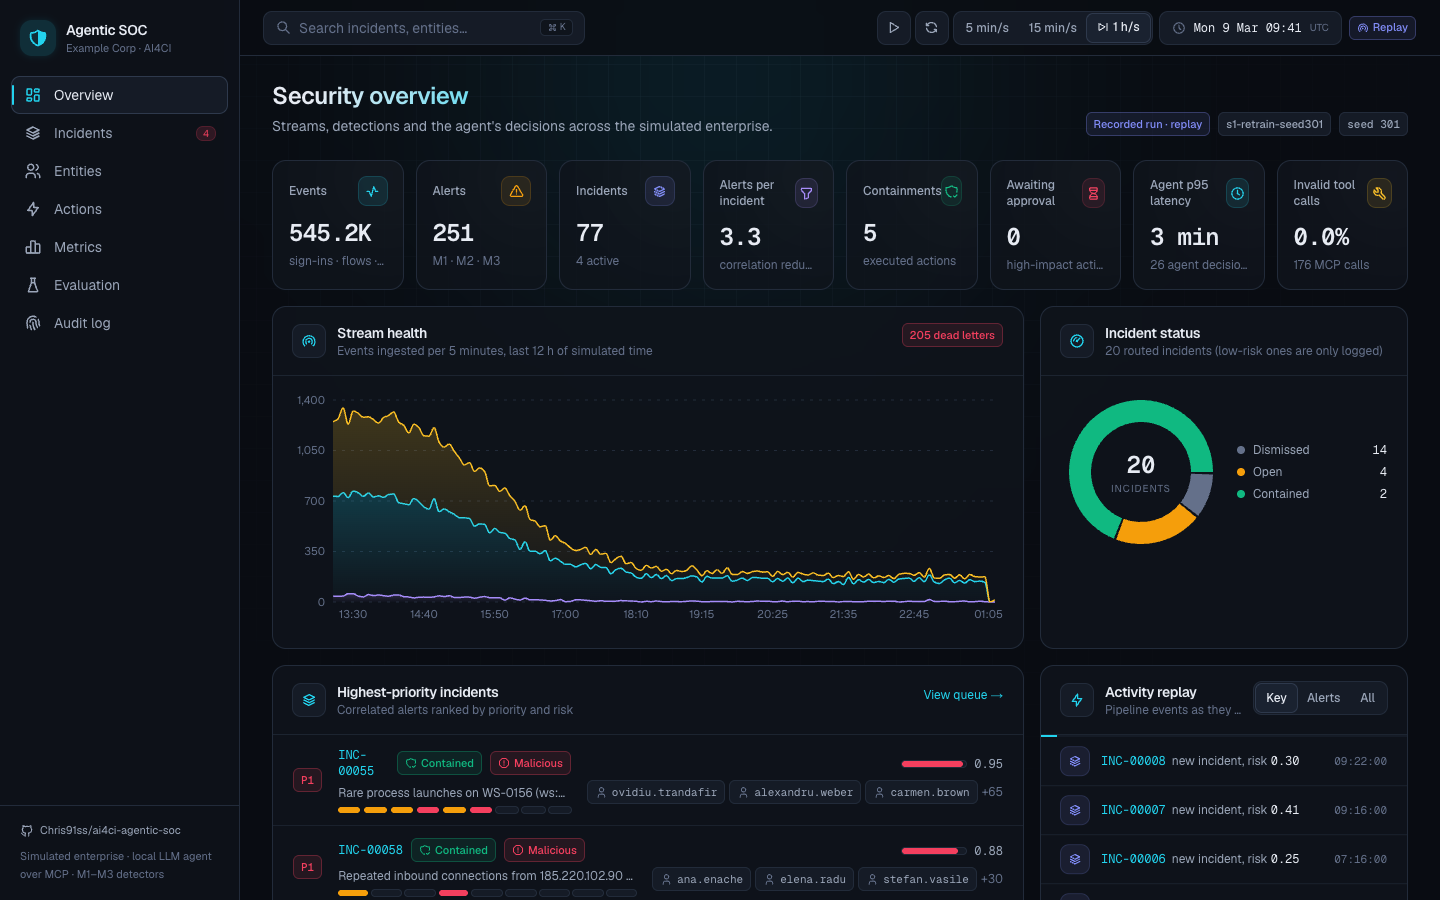 Agentic SOC
Example Corp · AI4CI
Overview
Incidents
4
Entities
Actions
Metrics
Evaluation
Audit log
Chris91ss/ai4ci-agentic-soc
Simulated enterprise · local LLM agent
over MCP · M1–M3 detectors
Search incidents, entities...
⌘ K
5 min/s
15 min/s
1 h/s
Mon 9 Mar 09:41 UTC
Replay
Security overview
Streams, detections and the agent's decisions across the simulated enterprise.
Recorded run · replay
s1-retrain-seed301
seed 301
Events
545.2K
sign-ins · flows ·...
Alerts
251
M1 · M2 · M3
Incidents
77
4 active
Alerts per
incident
3.3
correlation redu...
Containments
5
executed actions
Awaiting
approval
0
high-impact acti...
Agent p95
latency
3 min
26 agent decisio...
Invalid tool
calls
0.0%
176 MCP calls
Stream health
Events ingested per 5 minutes, last 12 h of simulated time
205 dead letters
1,400
1,050
700
350
0
13:30
14:40
15:50
17:00
18:10
19:15
20:25
21:35
22:45
01:05
Incident status
20 routed incidents (low-risk ones are only logged)
20
INCIDENTS
Dismissed 14
Open 4
Contained 2
Highest-priority incidents
Correlated alerts ranked by priority and risk
View queue →
P1
INC-
00055
Contained
Malicious
0.95
Rare process launches on WS-0156 (ws:...
ovidiu.trandafir
alexandru.weber
carmen.brown
+65
P1
INC-00058
Contained
Malicious
0.88
Repeated inbound connections from 185.220.102.90 ...
ana.enache
elena.radu
stefan.vasile
+30
Activity replay
Pipeline events as they ...
Key
Alerts
All
INC-00008 new incident, risk 0.30 09:22:00
INC-00007 new incident, risk 0.41 09:16:00
INC-00006 new incident, risk 0.25 07:16:00